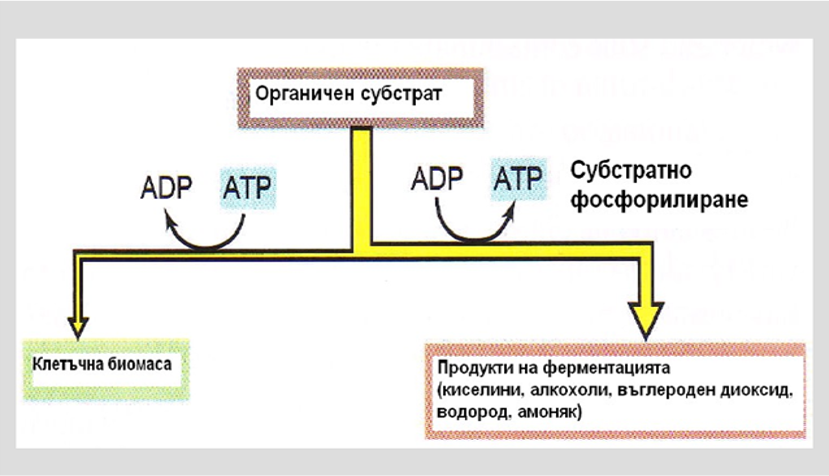 Органичен субстрат
ADP ATP
ADP ATP
Субстратно
фосфорилиране
Клетъчна биомаса
Продукти на ферментацията
(киселини, алкохоли, въглероден диоксид,
водород, амоняк)